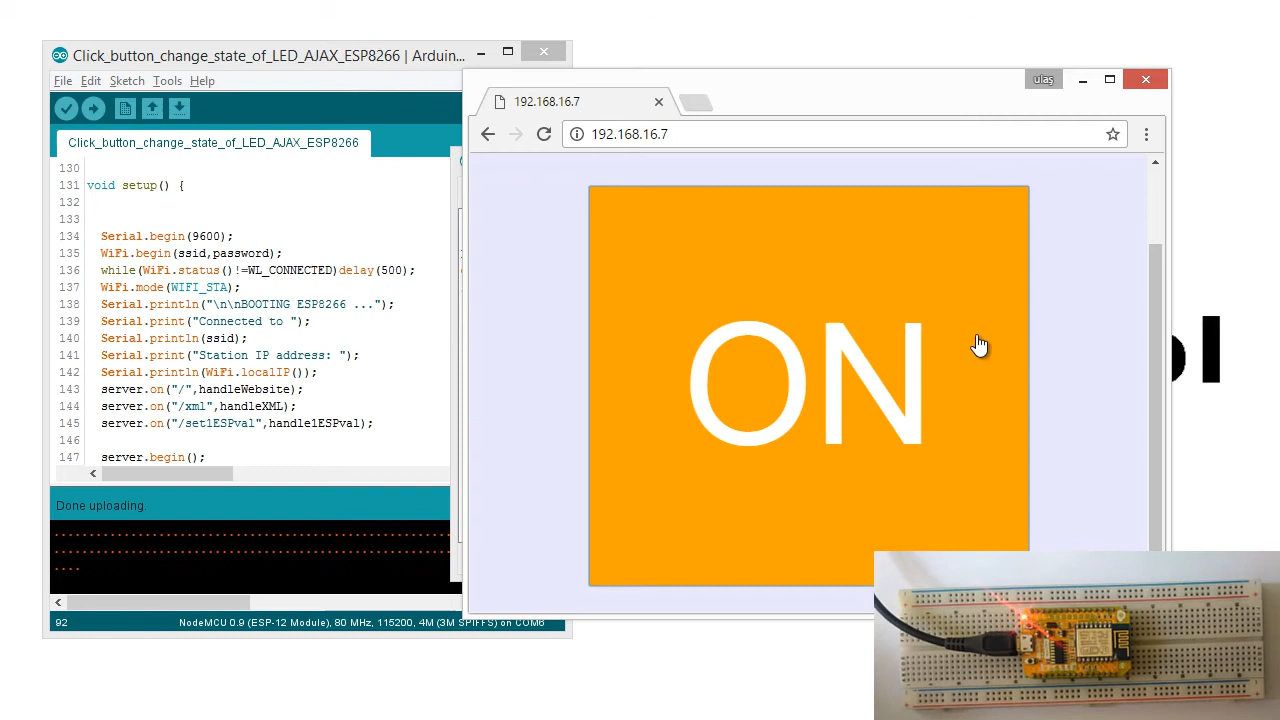 Click_button_change_state_of_LED_AJAX_ESP8266 | Arduin...
File Edit Sketch Tools Help
Click_button_change_state_of_LED_AJAX_ESP8266
130
131 void setup() {
132
133
134 Serial.begin(9600);
135 WiFi.begin(ssid,password);
136 while(WiFi.status()!=WL_CONNECTED)delay(500);
137 WiFi.mode(WIFI_STA);
138 Serial.println("\n\nBOOTING ESP8266 ...");
139 Serial.print("Connected to ");
140 Serial.println(ssid);
141 Serial.print("Station IP address: ");
142 Serial.println(WiFi.localIP());
143 server.on("/",handleWebsite);
144 server.on("/xml",handleXML);
145 server.on("/set1ESPval",handle1ESPval);
146
147 server.begin();
Done uploading.
92 NodeMCU 0.9 (ESP-12 Module), 80 MHz, 115200, 4M (3M SPIFFS) on COM6
ulaş
192.168.16.7
192.168.16.7
ON